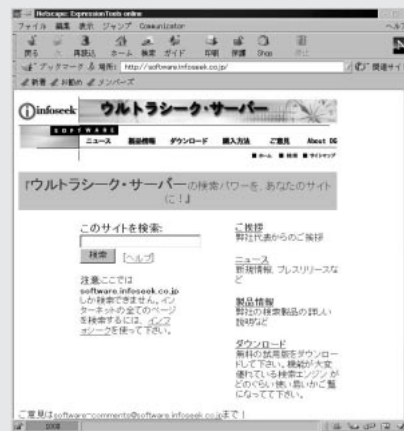 Netscape: ExpressionTools online
ファイル 編集 表示 ジャンプ Communicator ヘルプ
戻る 再読込 ホーム 検索 ガイド 印刷 保護 Shop 停止
ブックマーク 場所: http://software.infoseek.co.jp/ 関連サイト
新着 お勧め メンバーズ
infoseek ウルトラシーク・サーバー
SOFTWARE
ニュース 製品情報 ダウンロード 購入方法 ご意見 About DG
ホーム 検索 サイトマップ
『ウルトラシーク・サーバーの検索パワーを、あなたのサイト
に!』
このサイトを検索:
検索 [ヘルプ]
注意:ここでは
software.infoseek.co.jp
しか検索できません。イン
ターネットの全てのページ
を検索するには、インフ
ォシークを使って下さい。
ご挨拶
弊社代表からのご挨拶
ニュース
新規情報、プレスリリースな
ど
製品情報
弊社の検索製品の詳しい
説明など
ダウンロード
無料の試用版をダウンロー
ドして下さい。機能が大変
優れている検索エンジンが
どのぐらい使い易いかご覧
になってて下さい。
ご意見はsoftware-comments@software.infoseek.co.jpまで!
100%